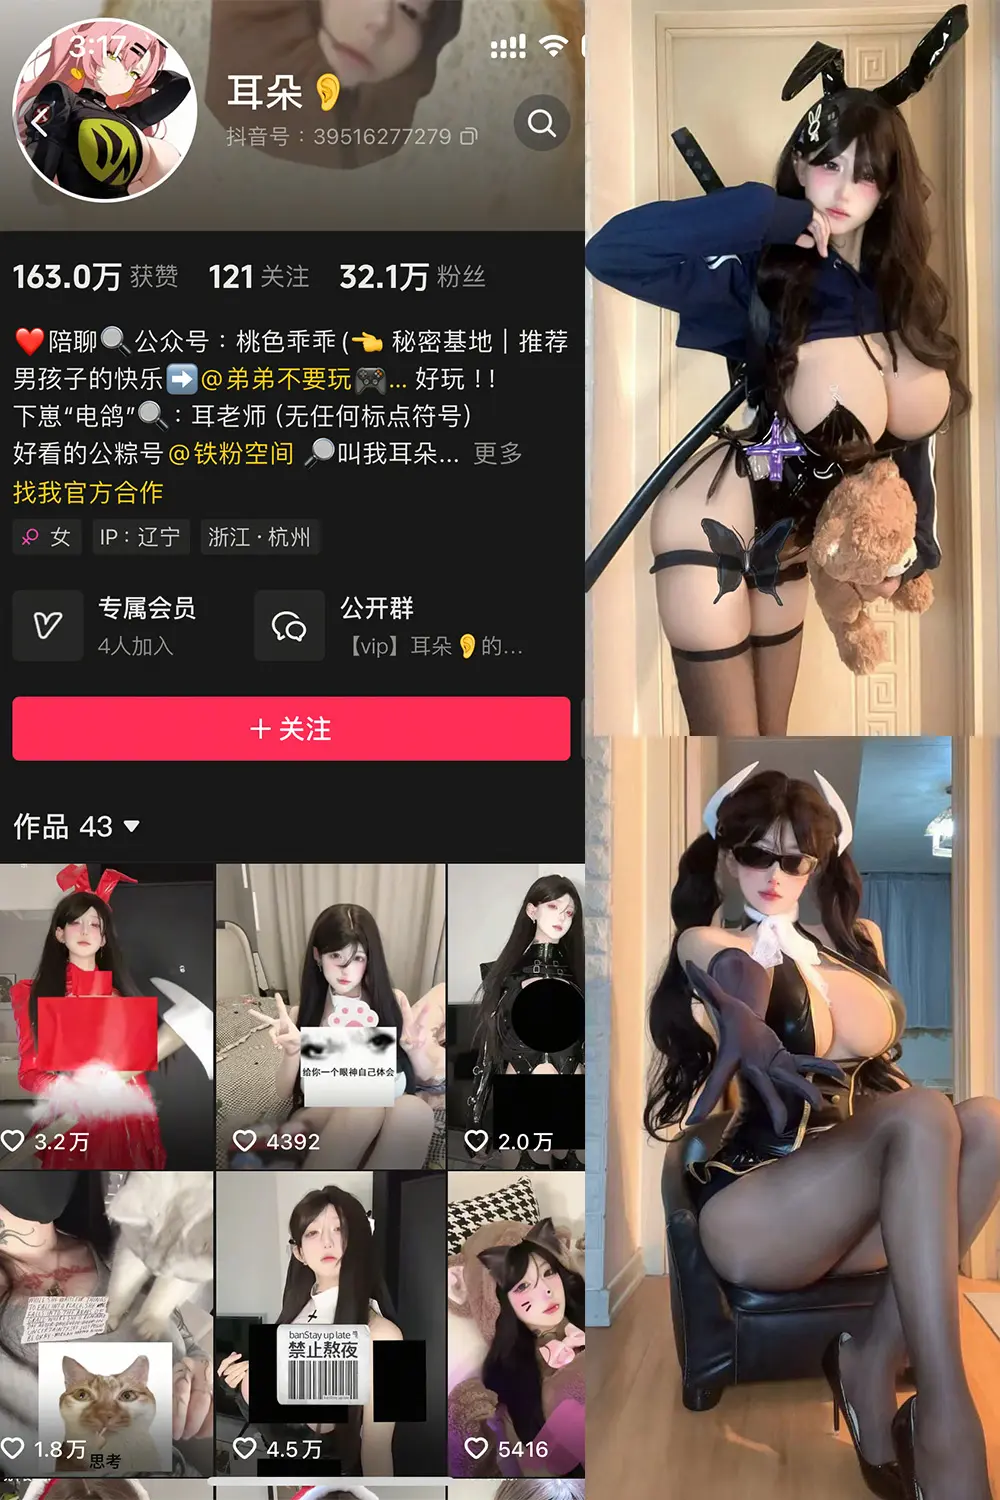 3:17
耳朵👂
抖音号：39516277279
163.0万 获赞 121 关注 32.1万 粉丝
❤️陪聊🔍公众号：桃色乖乖(👈 秘密基地｜推荐
男孩子的快乐➡️@弟弟不要玩🎮... 好玩 !!
下崽“电鸽”🔍：耳老师 (无任何标点符号)
好看的公粽号@铁粉空间 🔎叫我耳朵... 更多
找我官方合作
女 IP：辽宁 浙江·杭州
专属会员
4人加入
公开群
【vip】耳朵👂的...
+ 关注
作品 43
给你一个眼神自己体会
3.2万
4392
2.0万
banStay up late
禁止熬夜
思考
1.8万
4.5万
5416